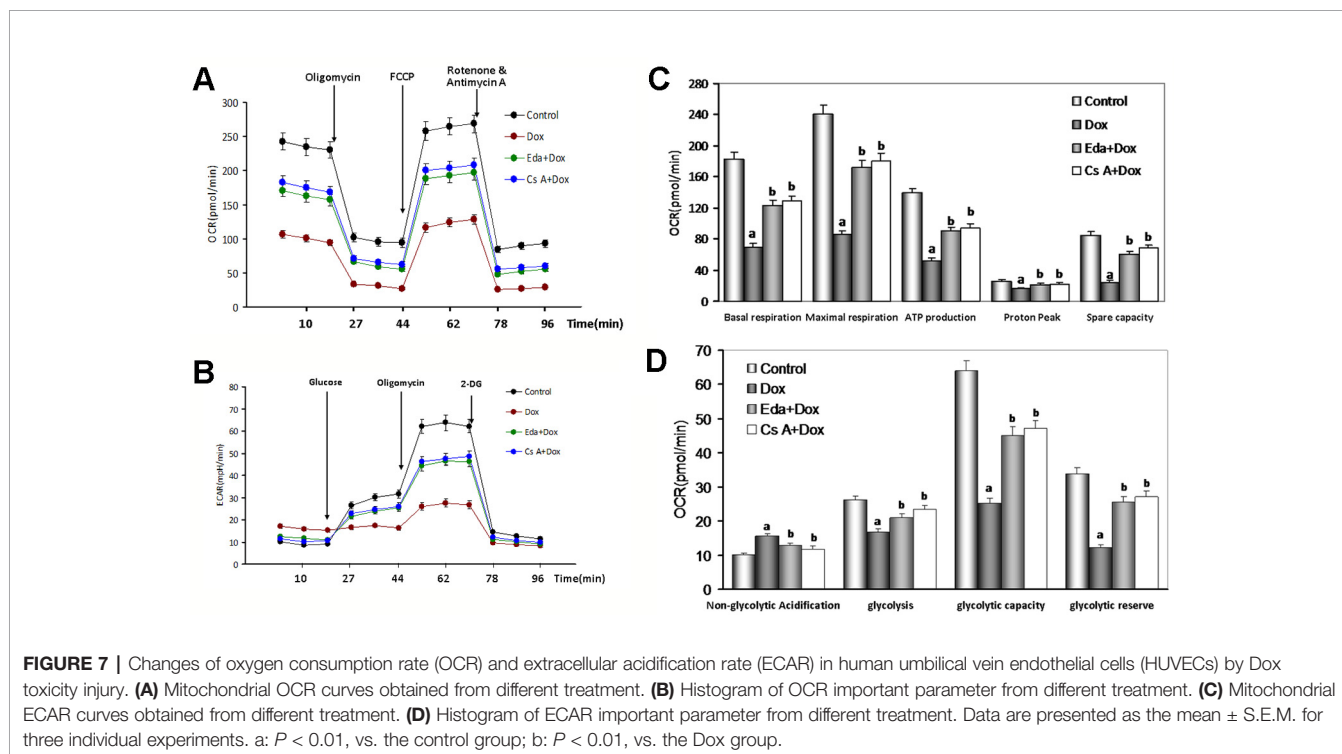 A
Oligomycin
FCCP
Rotenone &
Antimycin A
300
250
200
150
100
50
0
OCR(pmol/min)
10 27 44 62 78 96 Time(min)
Control
Dox
Eda+Dox
Cs A+Dox
B
Glucose
Oligomycin
2-DG
80
70
60
50
40
30
20
10
0
ECAR(mpH/min)
10 27 44 62 78 96 Time(min)
Control
Dox
Eda+Dox
Cs A+Dox
C
280
240
200
160
120
80
40
0
OCR(pmol/min)
Control
Dox
Eda+Dox
Cs A+Dox
a b b
a b b
a b b
a b b
a b b
Basal respiration Maximal respiration ATP production Proton Peak Spare capacity
D
70
60
50
40
30
20
10
0
OCR(pmol/min)
Control
Dox
Eda+Dox
Cs A+Dox
a b b
a b b
a b b
a b b
Non-glycolytic Acidification glycolysis glycolytic capacity glycolytic reserve
FIGURE 7 | Changes of oxygen consumption rate (OCR) and extracellular acidification rate (ECAR) in human umbilical vein endothelial cells (HUVECs) by Dox
toxicity injury. (A) Mitochondrial OCR curves obtained from different treatment. (B) Histogram of OCR important parameter from different treatment. (C) Mitochondrial
ECAR curves obtained from different treatment. (D) Histogram of ECAR important parameter from different treatment. Data are presented as the mean ± S.E.M. for
three individual experiments. a: P < 0.01, vs. the control group; b: P < 0.01, vs. the Dox group.